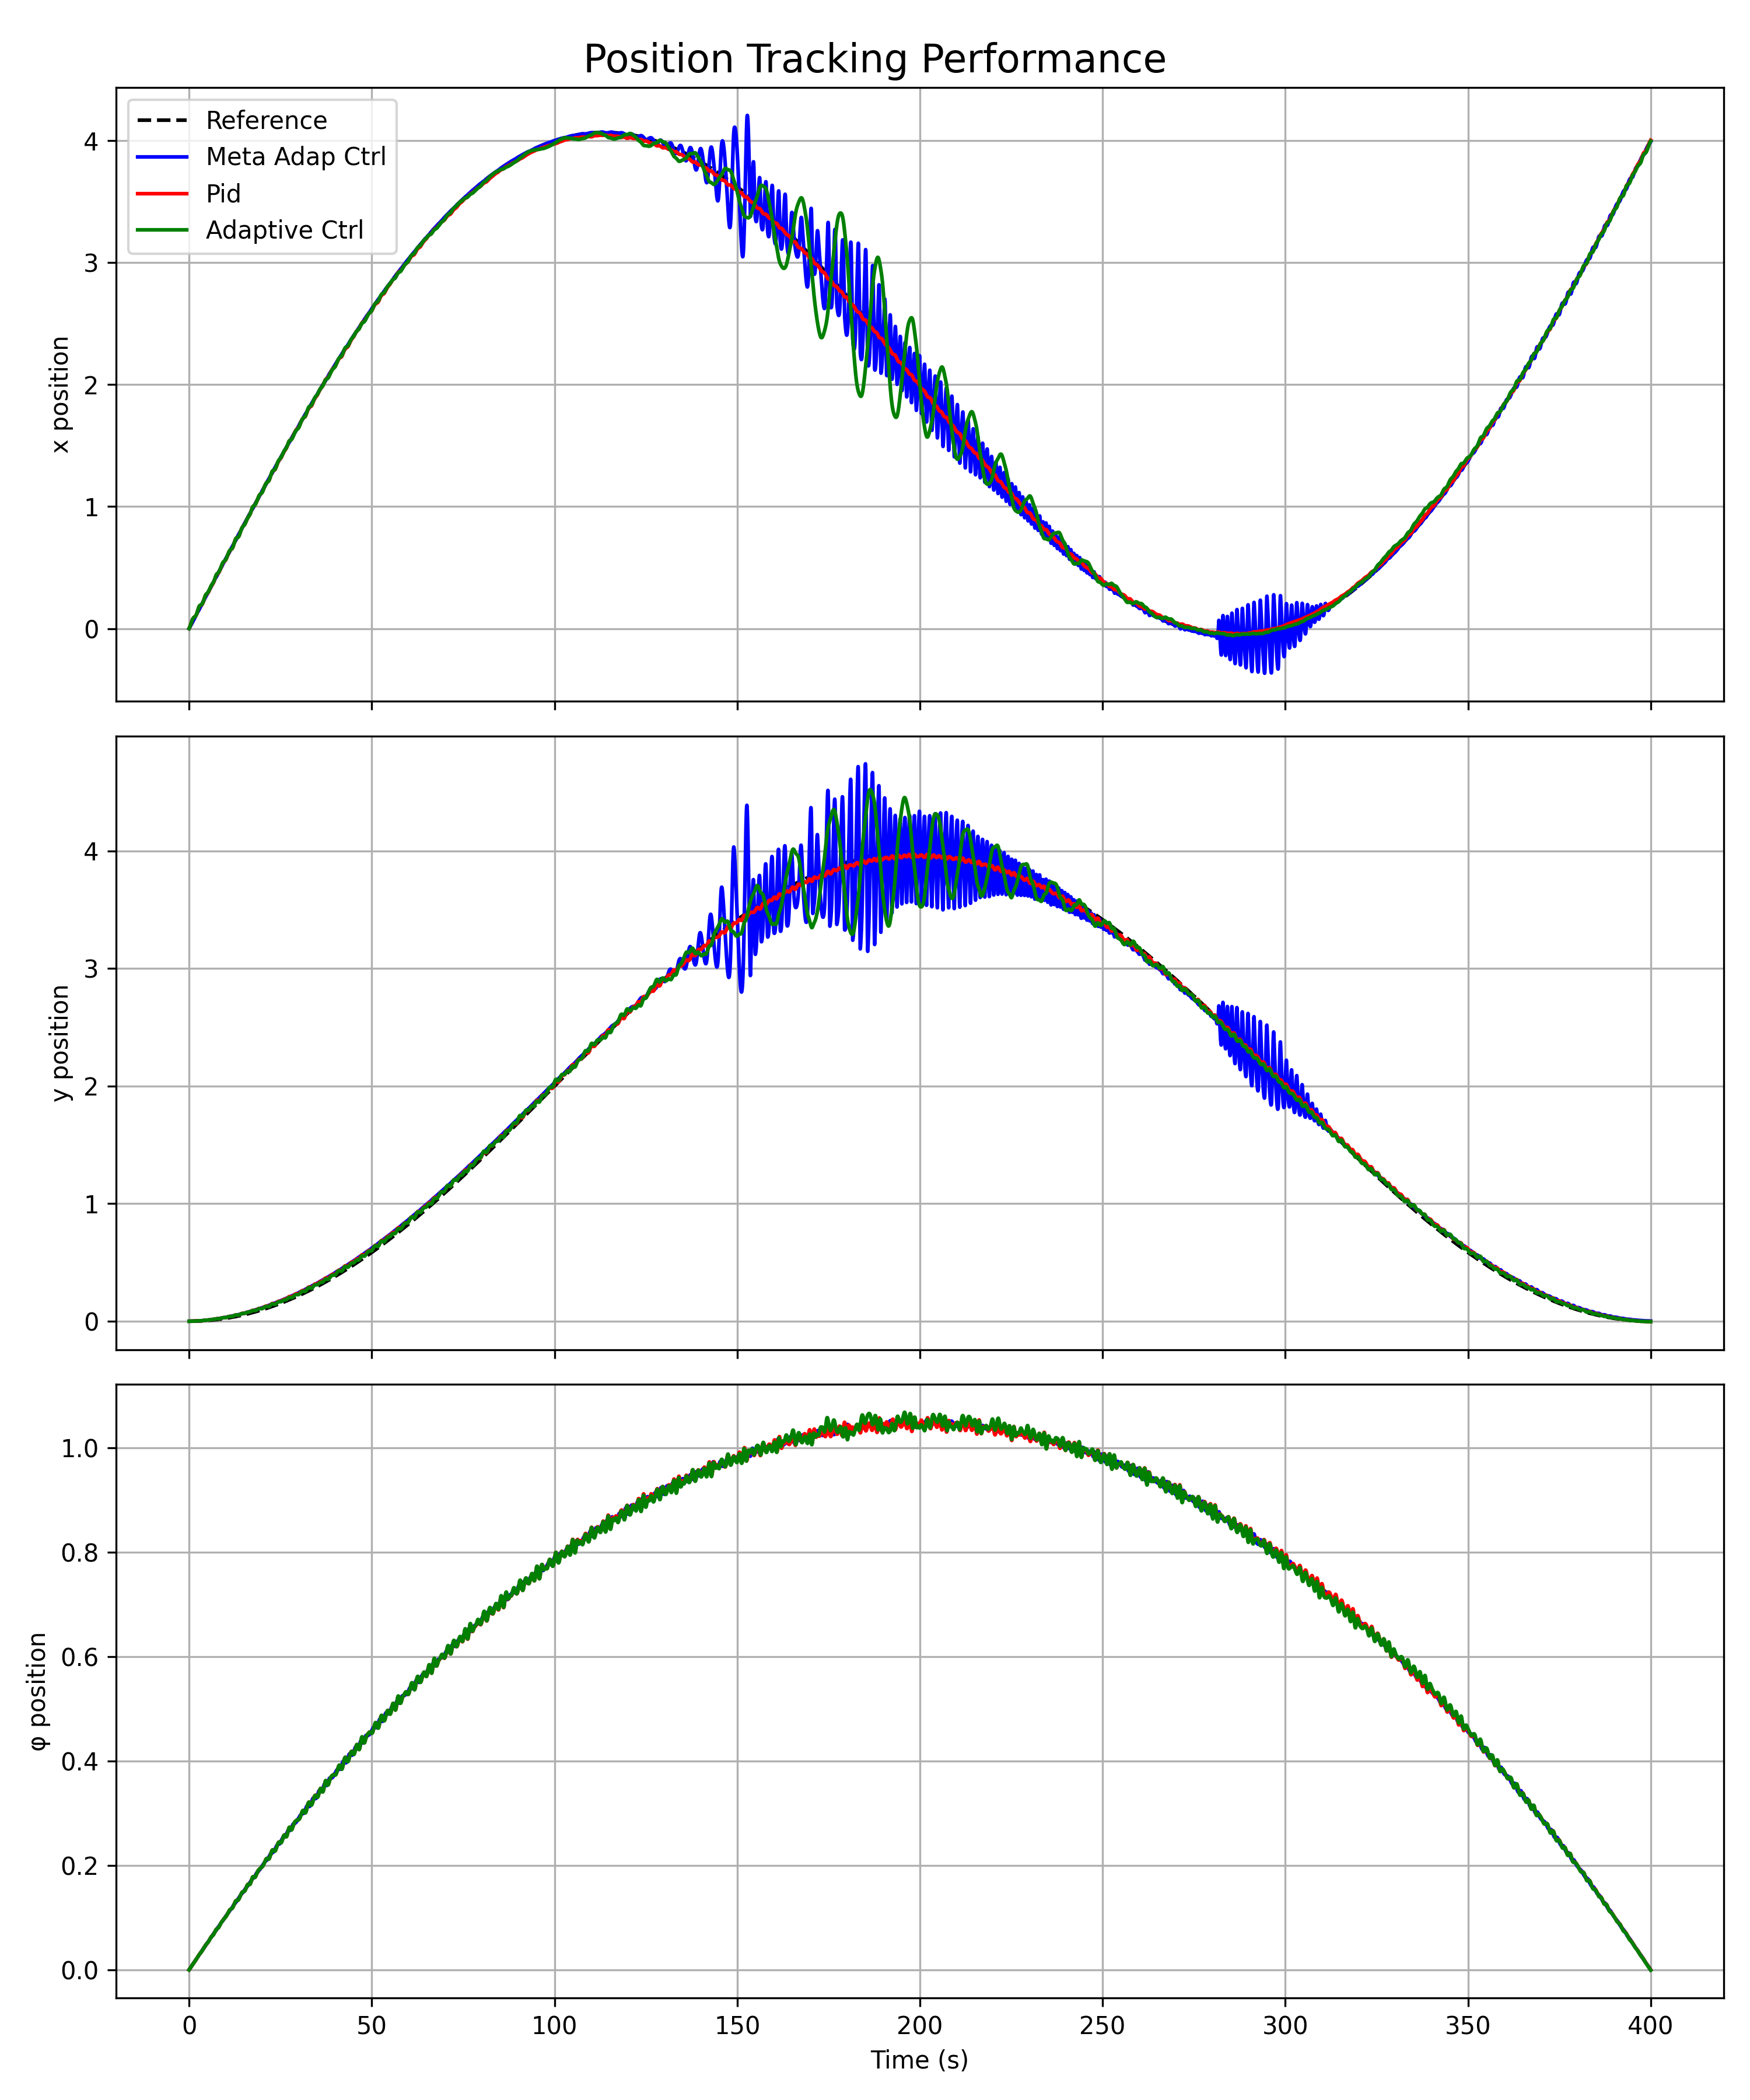 Position Tracking Performance
Reference
Meta Adap Ctrl
Pid
Adaptive Ctrl
4
3
2
1
0
x position
4
3
2
1
0
y position
1.0
0.8
0.6
0.4
0.2
0.0
φ position
0 50 100 150 200 250 300 350 400
Time (s)